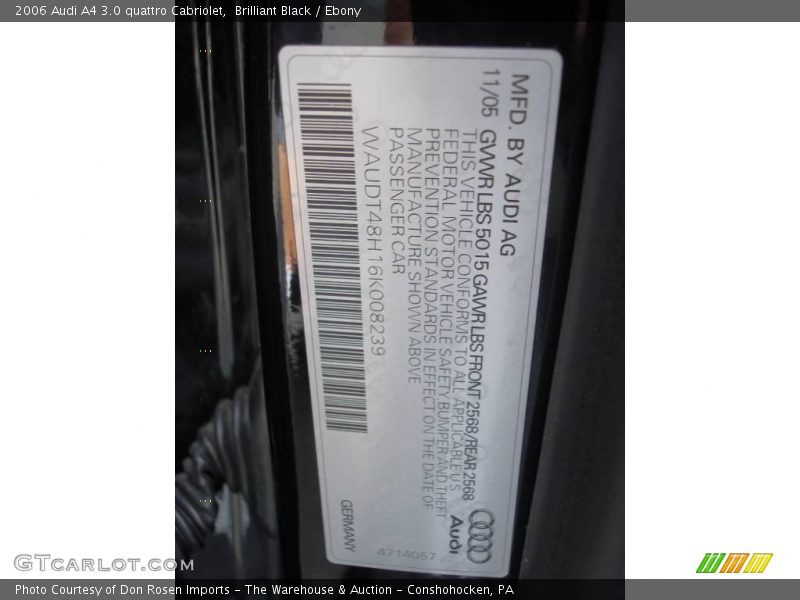 2006 Audi A4 3.0 quattro Cabriolet, Brilliant Black / Ebony
MFD. BY AUDI AG
11/05 GVWR LBS 5015 GAWR LBS FRONT 2568/REAR 2568
THIS VEHICLE CONFORMS TO ALL APPLICABLE U S
FEDERAL MOTOR VEHICLE SAFETY BUMPER AND THEFT
PREVENTION STANDARDS IN EFFECT ON THE DATE OF
MANUFACTURE SHOWN ABOVE
PASSENGER CAR
WAUDT48H16K008239
Audi
GERMANY
4714057
GTcarlot.com
Photo Courtesy of Don Rosen Imports - The Warehouse & Auction - Conshohocken, PA